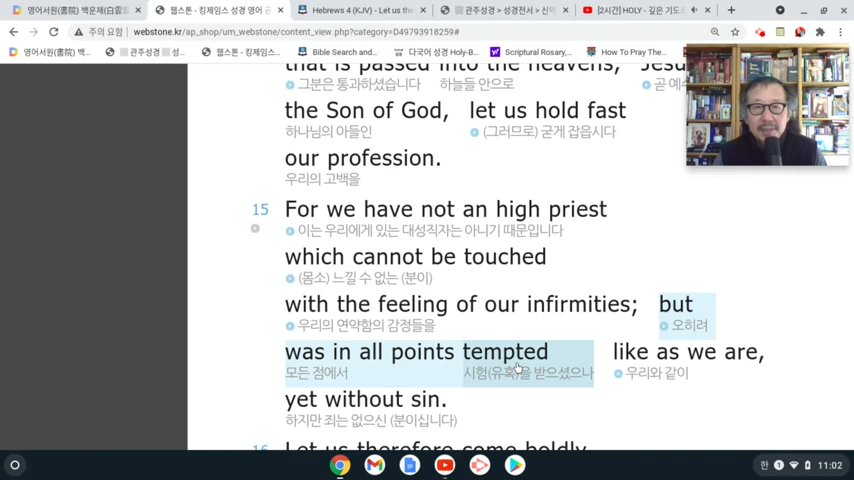 영어서원(書院) 백운재(白雲齋
웹스톤 - 킹제임스 성경 영어 공
Hebrews 4 (KJV) - Let us the
관주성경 > 성경전서 > 신약
[2시간] HOLY - 깊은 기도
주의 요함
webstone.kr/ap_shop/um_webstone/content_view.php?category=D49793918259#
영어서원(書院) 백...
관주성경
웹스톤 - 킹제임스...
Bible Search and...
다국어 성경 Holy-B...
Scriptural Rosary,...
How To Pray The...
that is passed into the heavens,
그분은 통과하셨습니다 하늘들 안으로 곧 예수
the Son of God, let us hold fast
하나님의 아들인 (그러므로) 굳게 잡읍시다
our profession.
우리의 고백을
15 For we have not an high priest
이는 우리에게 있는 대성직자는 아니기 때문입니다
which cannot be touched
(몸소) 느낄 수 없는 (분이)
with the feeling of our infirmities; but
우리의 연약함의 감정들을 오히려
was in all points tempted like as we are,
모든 점에서 시험(유혹)을 받으셨으나 우리와 같이
yet without sin.
하지만 죄는 없으신 (분이십니다)
16 Let us therefore come boldly
한 11:02